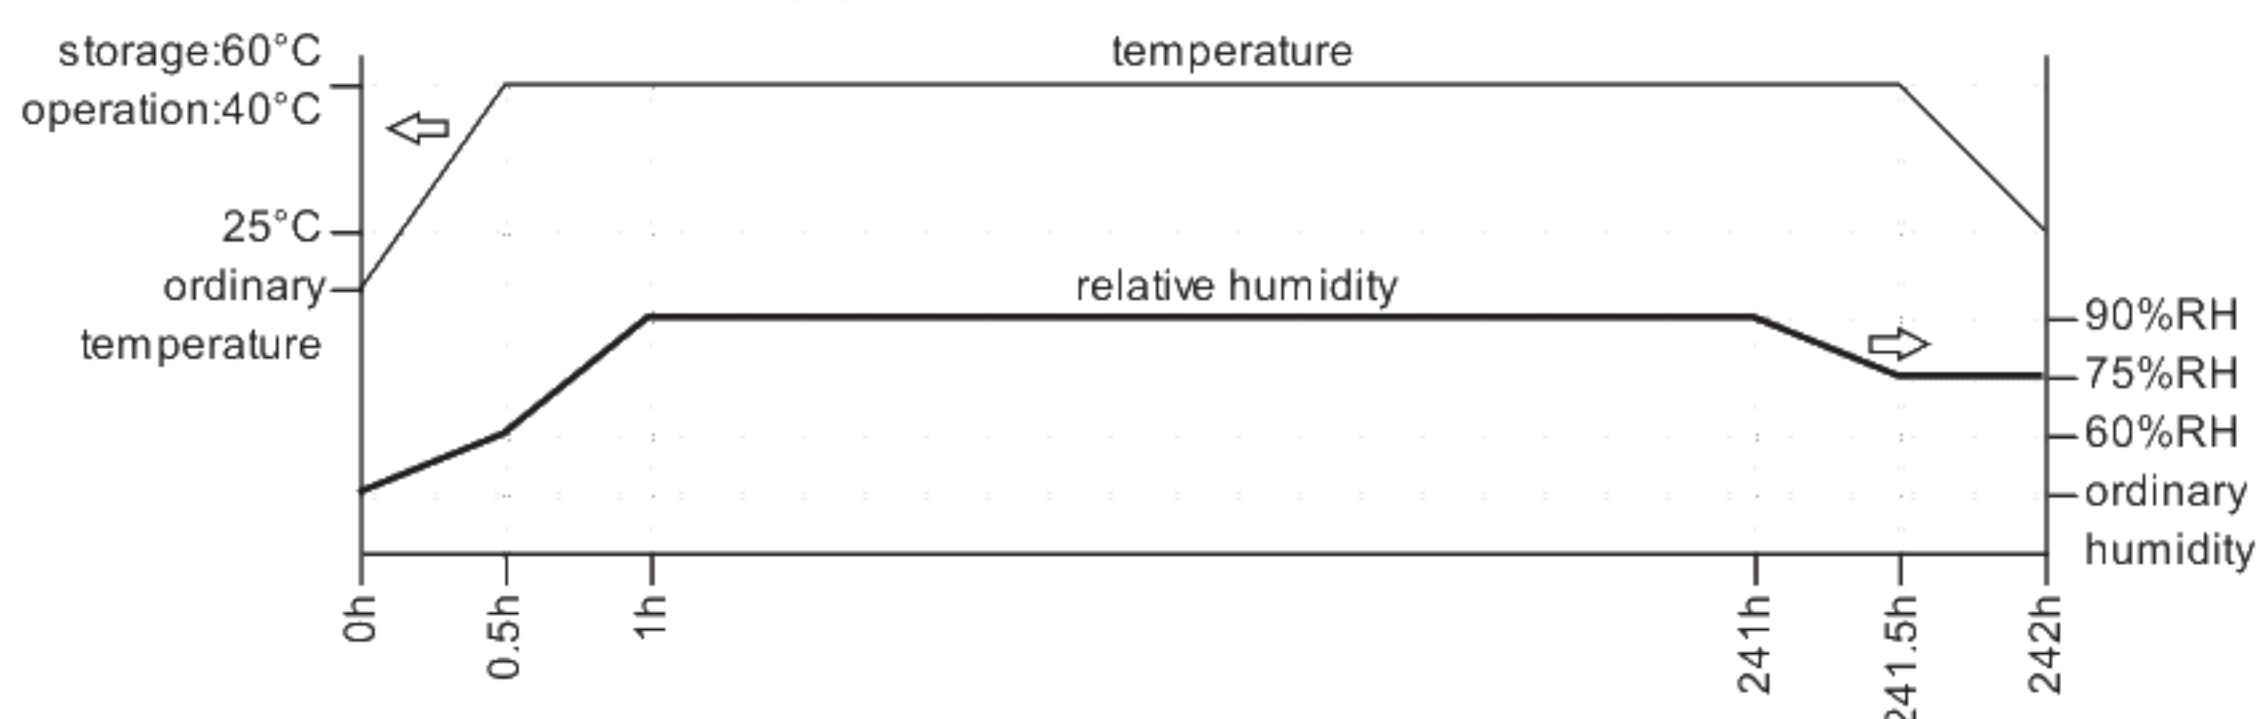 storage:60°C
operation:40°C
temperature
25°C
ordinary
temperature
relative humidity
90%RH
75%RH
60%RH
ordinary
humidity
0h
0.5h
1h
241h
241.5h
242h